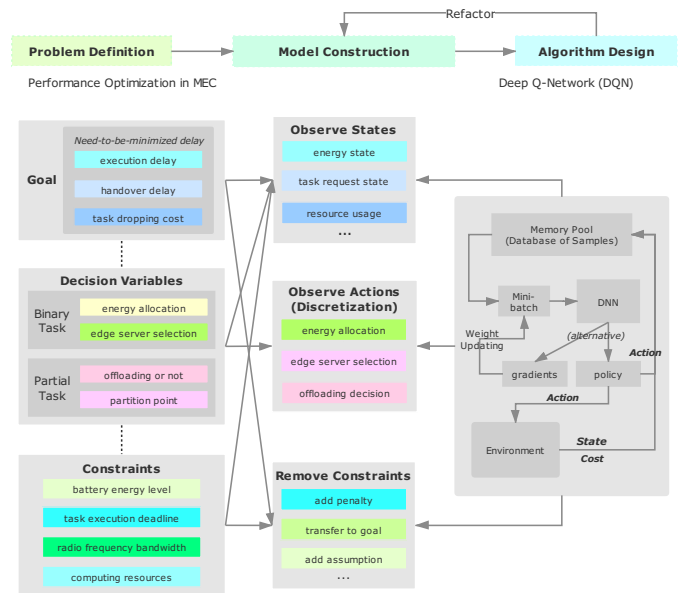 Refactor
Problem Definition
Model Construction
Algorithm Design
Performance Optimization in MEC
Deep Q-Network (DQN)
Goal
Need-to-be-minimized delay
execution delay
handover delay
task dropping cost
Decision Variables
Binary
Task
energy allocation
edge server selection
Partial
Task
offloading or not
partition point
Constraints
battery energy level
task execution deadline
radio frequency bandwidth
computing resources
Observe States
energy state
task request state
resource usage
...
Observe Actions
(Discretization)
energy allocation
edge server selection
offloading decision
Remove Constraints
add penalty
transfer to goal
add assumption
...
Memory Pool
(Database of Samples)
Mini-
batch
DNN
Weight
Updating
(alternative)
Action
gradients
policy
Action
Environment
State
Cost